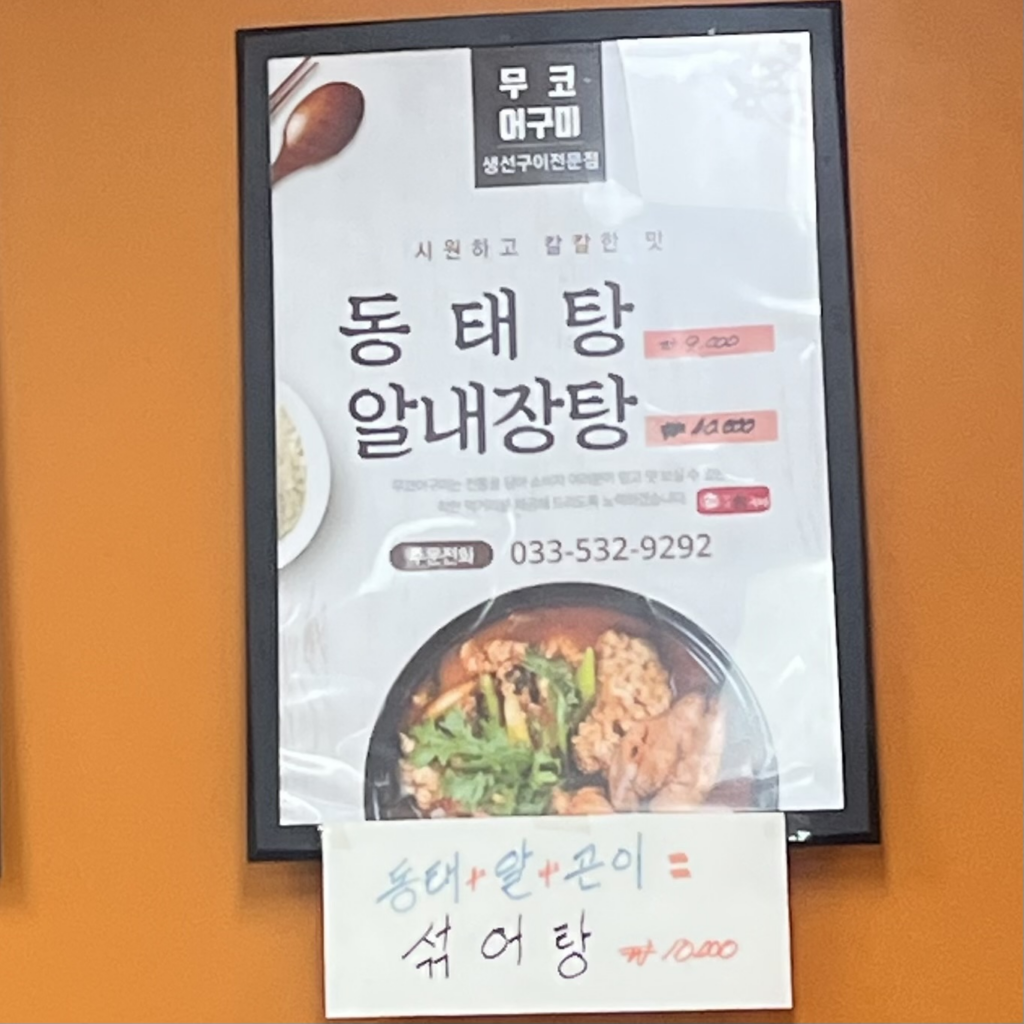 무 코
어구미
생선구이전문점
시원하고 칼칼한 맛
동태탕 ₩ 9,000
알내장탕 ₩ 10,000
주문전화 033-532-9292
동태+알+곤이 =
섞어탕 ₩ 10,000